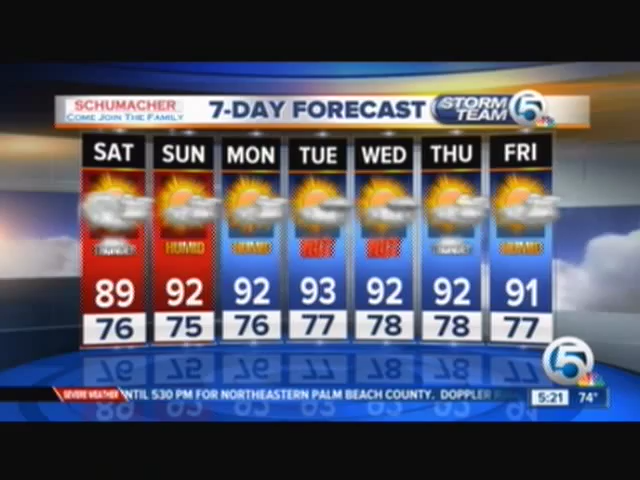 SCHUMACHER
COME JOIN THE FAMILY
7-DAY FORECAST
STORM TEAM 5
SAT SUN MON TUE WED THU FRI
HUMID HUMID HOT HOT HUMID
89 92 92 93 92 92 91
76 75 76 77 78 78 77
5
SEVERE WEATHER NTIL 530 PM FOR NORTHEASTERN PALM BEACH COUNTY. DOPPLER 5:21 74°